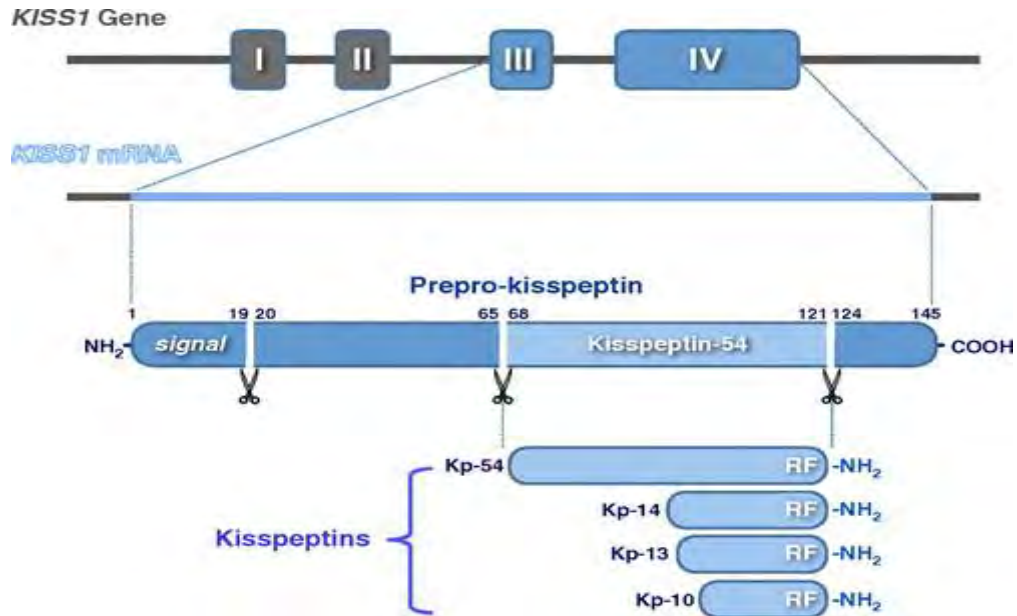 KISS1 Gene
I II III IV
KISS1 mRNA
Prepro-kisspeptin
1 19 20 65 68 121 124 145
NH₂ signal Kisspeptin-54 COOH
Kp-54 RF -NH₂
Kp-14 RF -NH₂
Kisspeptins
Kp-13 RF -NH₂
Kp-10 RF -NH₂